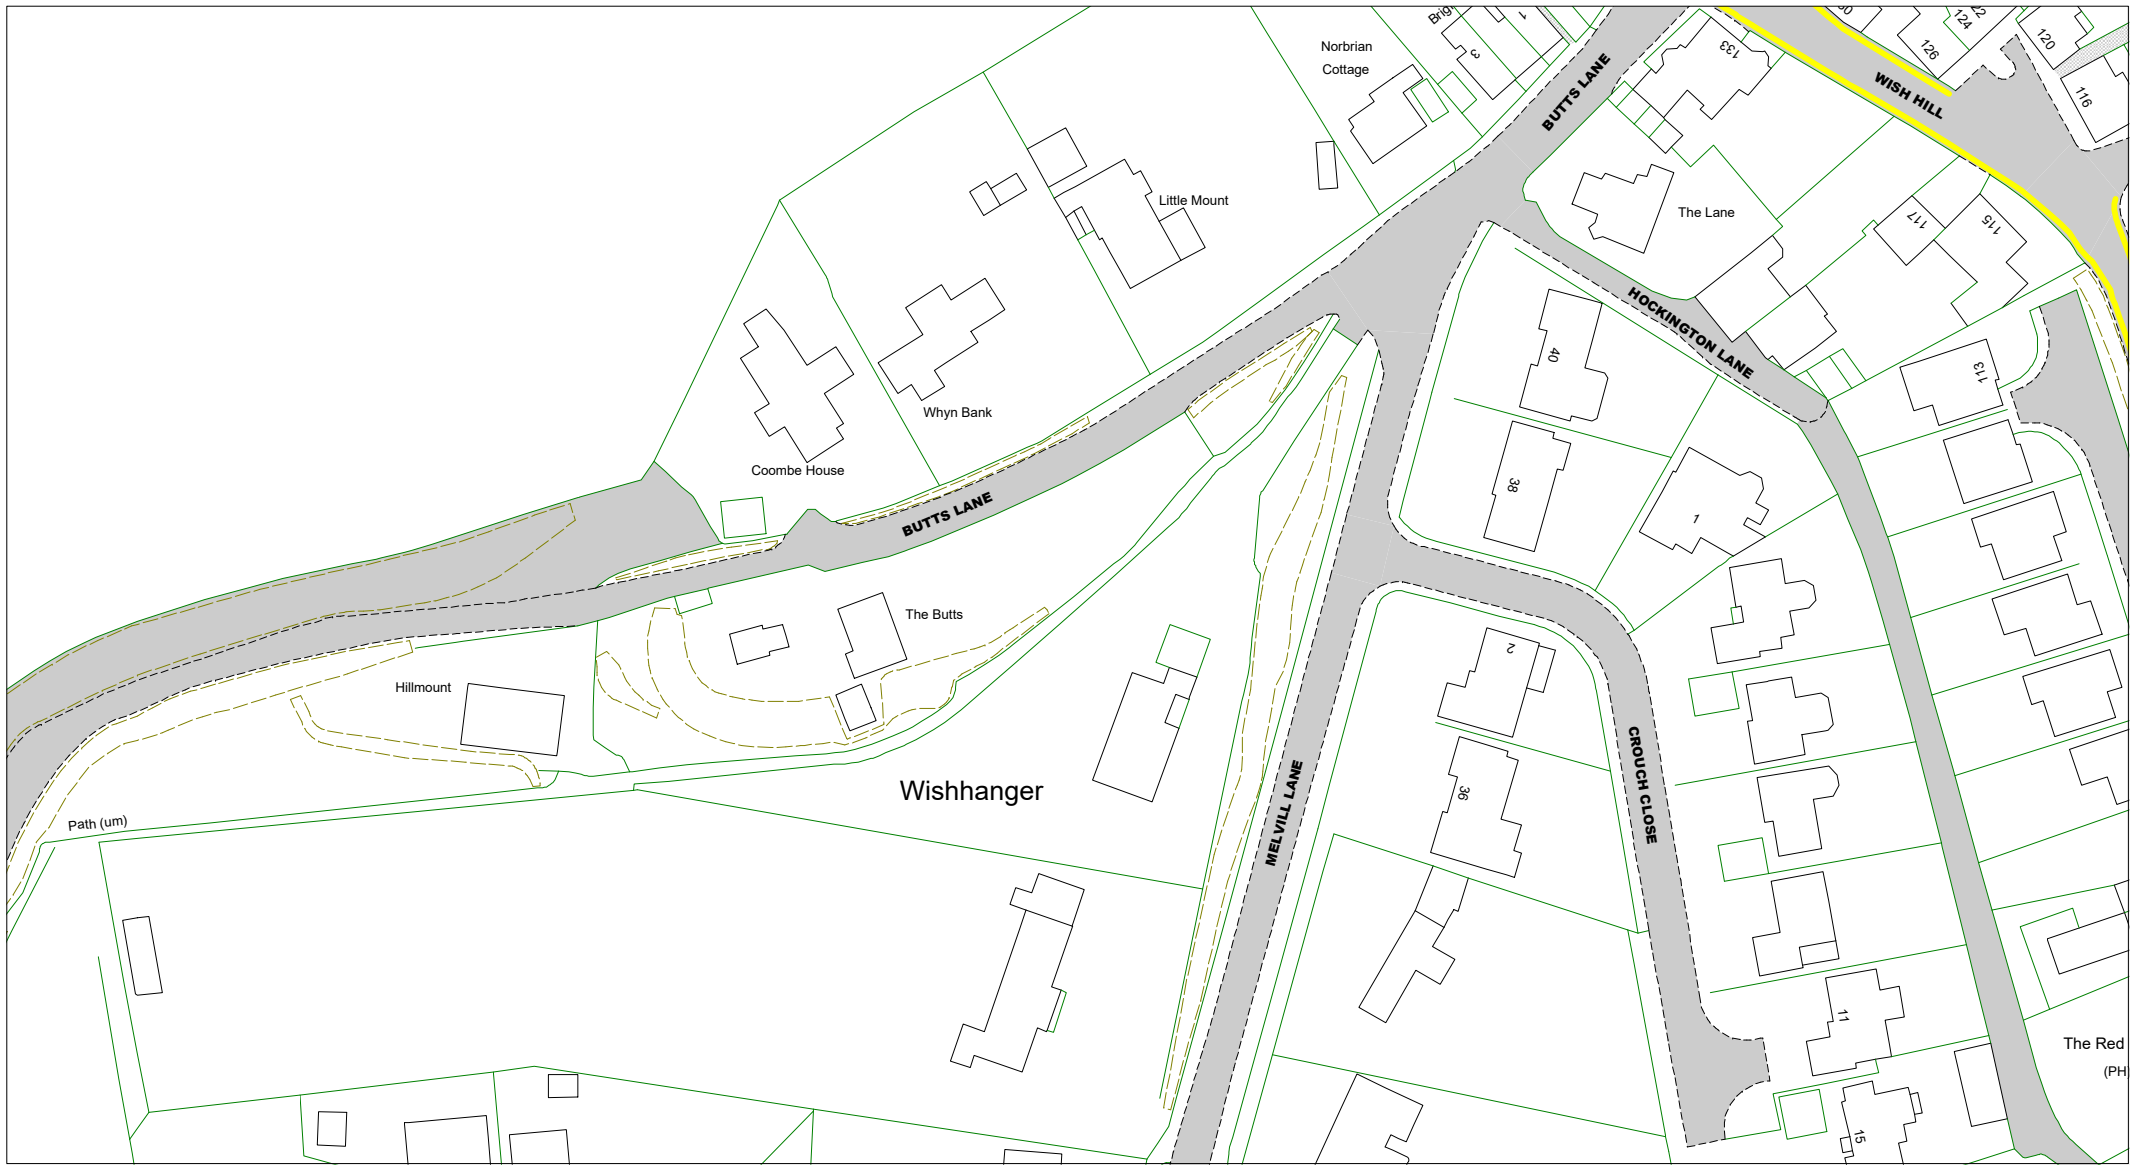 Norbrian
Cottage
3
1
BUTTS LANE
133
WISH HILL
126
124
22
120
116
Little Mount
The Lane
117
115
HOCKINGTON LANE
113
40
38
1
Whyn Bank
Coombe House
BUTTS LANE
The Butts
Hillmount
2
36
Wishhanger
MELVILL LANE
CROUCH CLOSE
Path (um)
11
15
The Red
(PH